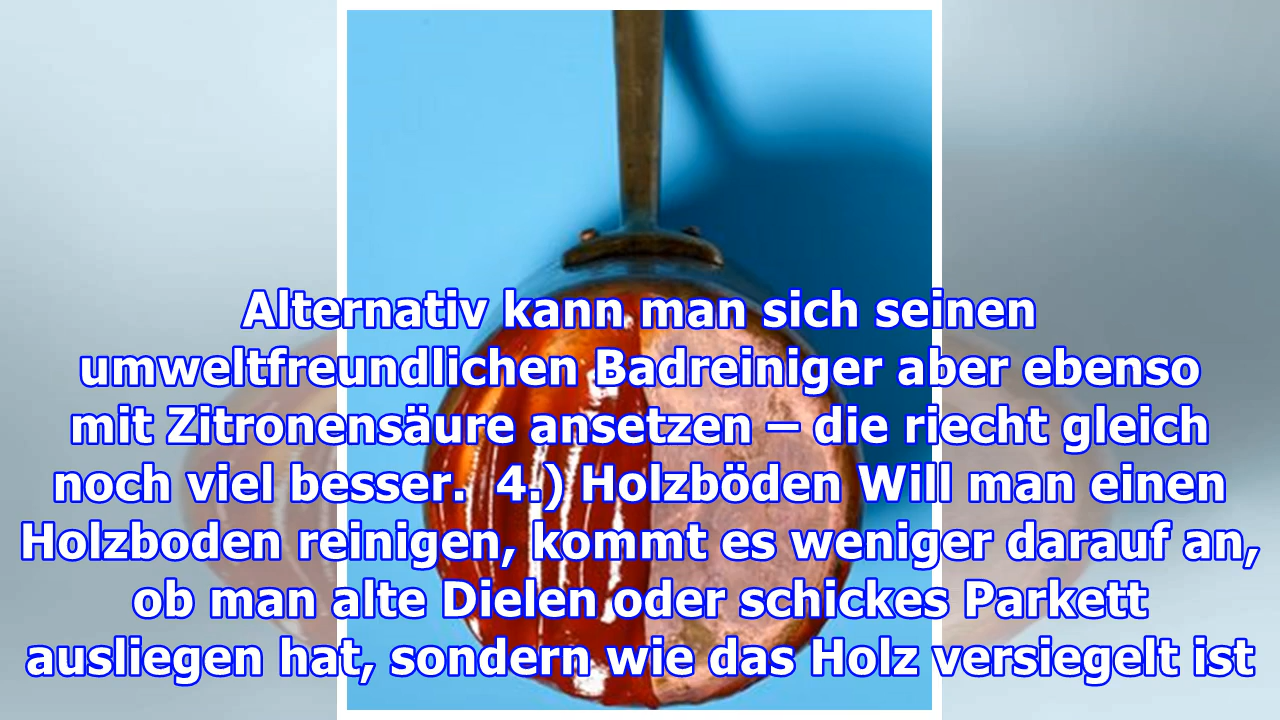 Alternativ kann man sich seinen
umweltfreundlichen Badreiniger aber ebenso
mit Zitronensäure ansetzen – die riecht gleich
noch viel besser.  4.) Holzböden Will man einen
Holzboden reinigen, kommt es weniger darauf an,
ob man alte Dielen oder schickes Parkett
ausliegen hat, sondern wie das Holz versiegelt ist